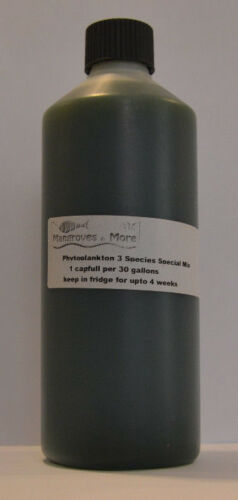 Mangroves & More
Phytoplankton 3 Species Special Mix
1 capfull per 30 gallons
keep in fridge for upto 4 weeks